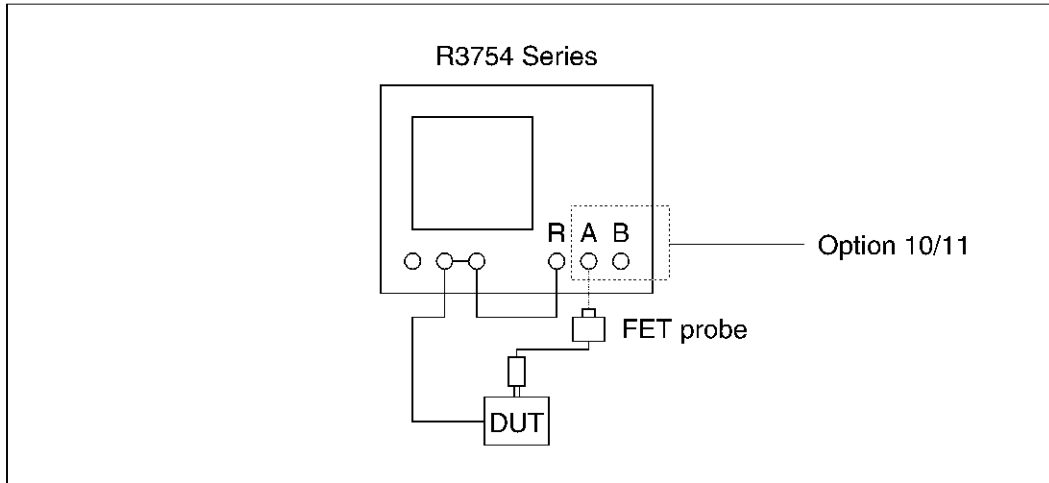 R3754 Series
R A B
Option 10/11
FET probe
DUT